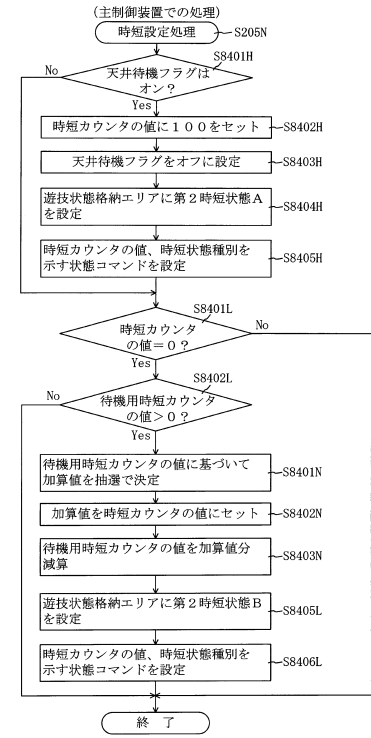 (主制御装置での処理)
時短設定処理
S205N
S8401H
天井待機フラグは
オン?
No
Yes
時短カウンタの値に100をセット
S8402H
天井待機フラグをオフに設定
S8403H
遊技状態格納エリアに第2時短状態A
を設定
S8404H
時短カウンタの値、時短状態種別を
示す状態コマンドを設定
S8405H
S8401L
時短カウンタ
の値=0?
No
Yes
S8402L
待機用時短カウンタ
の値>0?
No
Yes
待機用時短カウンタの値に基づいて
加算値を抽選で決定
S8401N
加算値を時短カウンタの値にセット
S8402N
待機用時短カウンタの値を加算値分
減算
S8403N
遊技状態格納エリアに第2時短状態B
を設定
S8405L
時短カウンタの値、時短状態種別を
示す状態コマンドを設定
S8406L
終 了